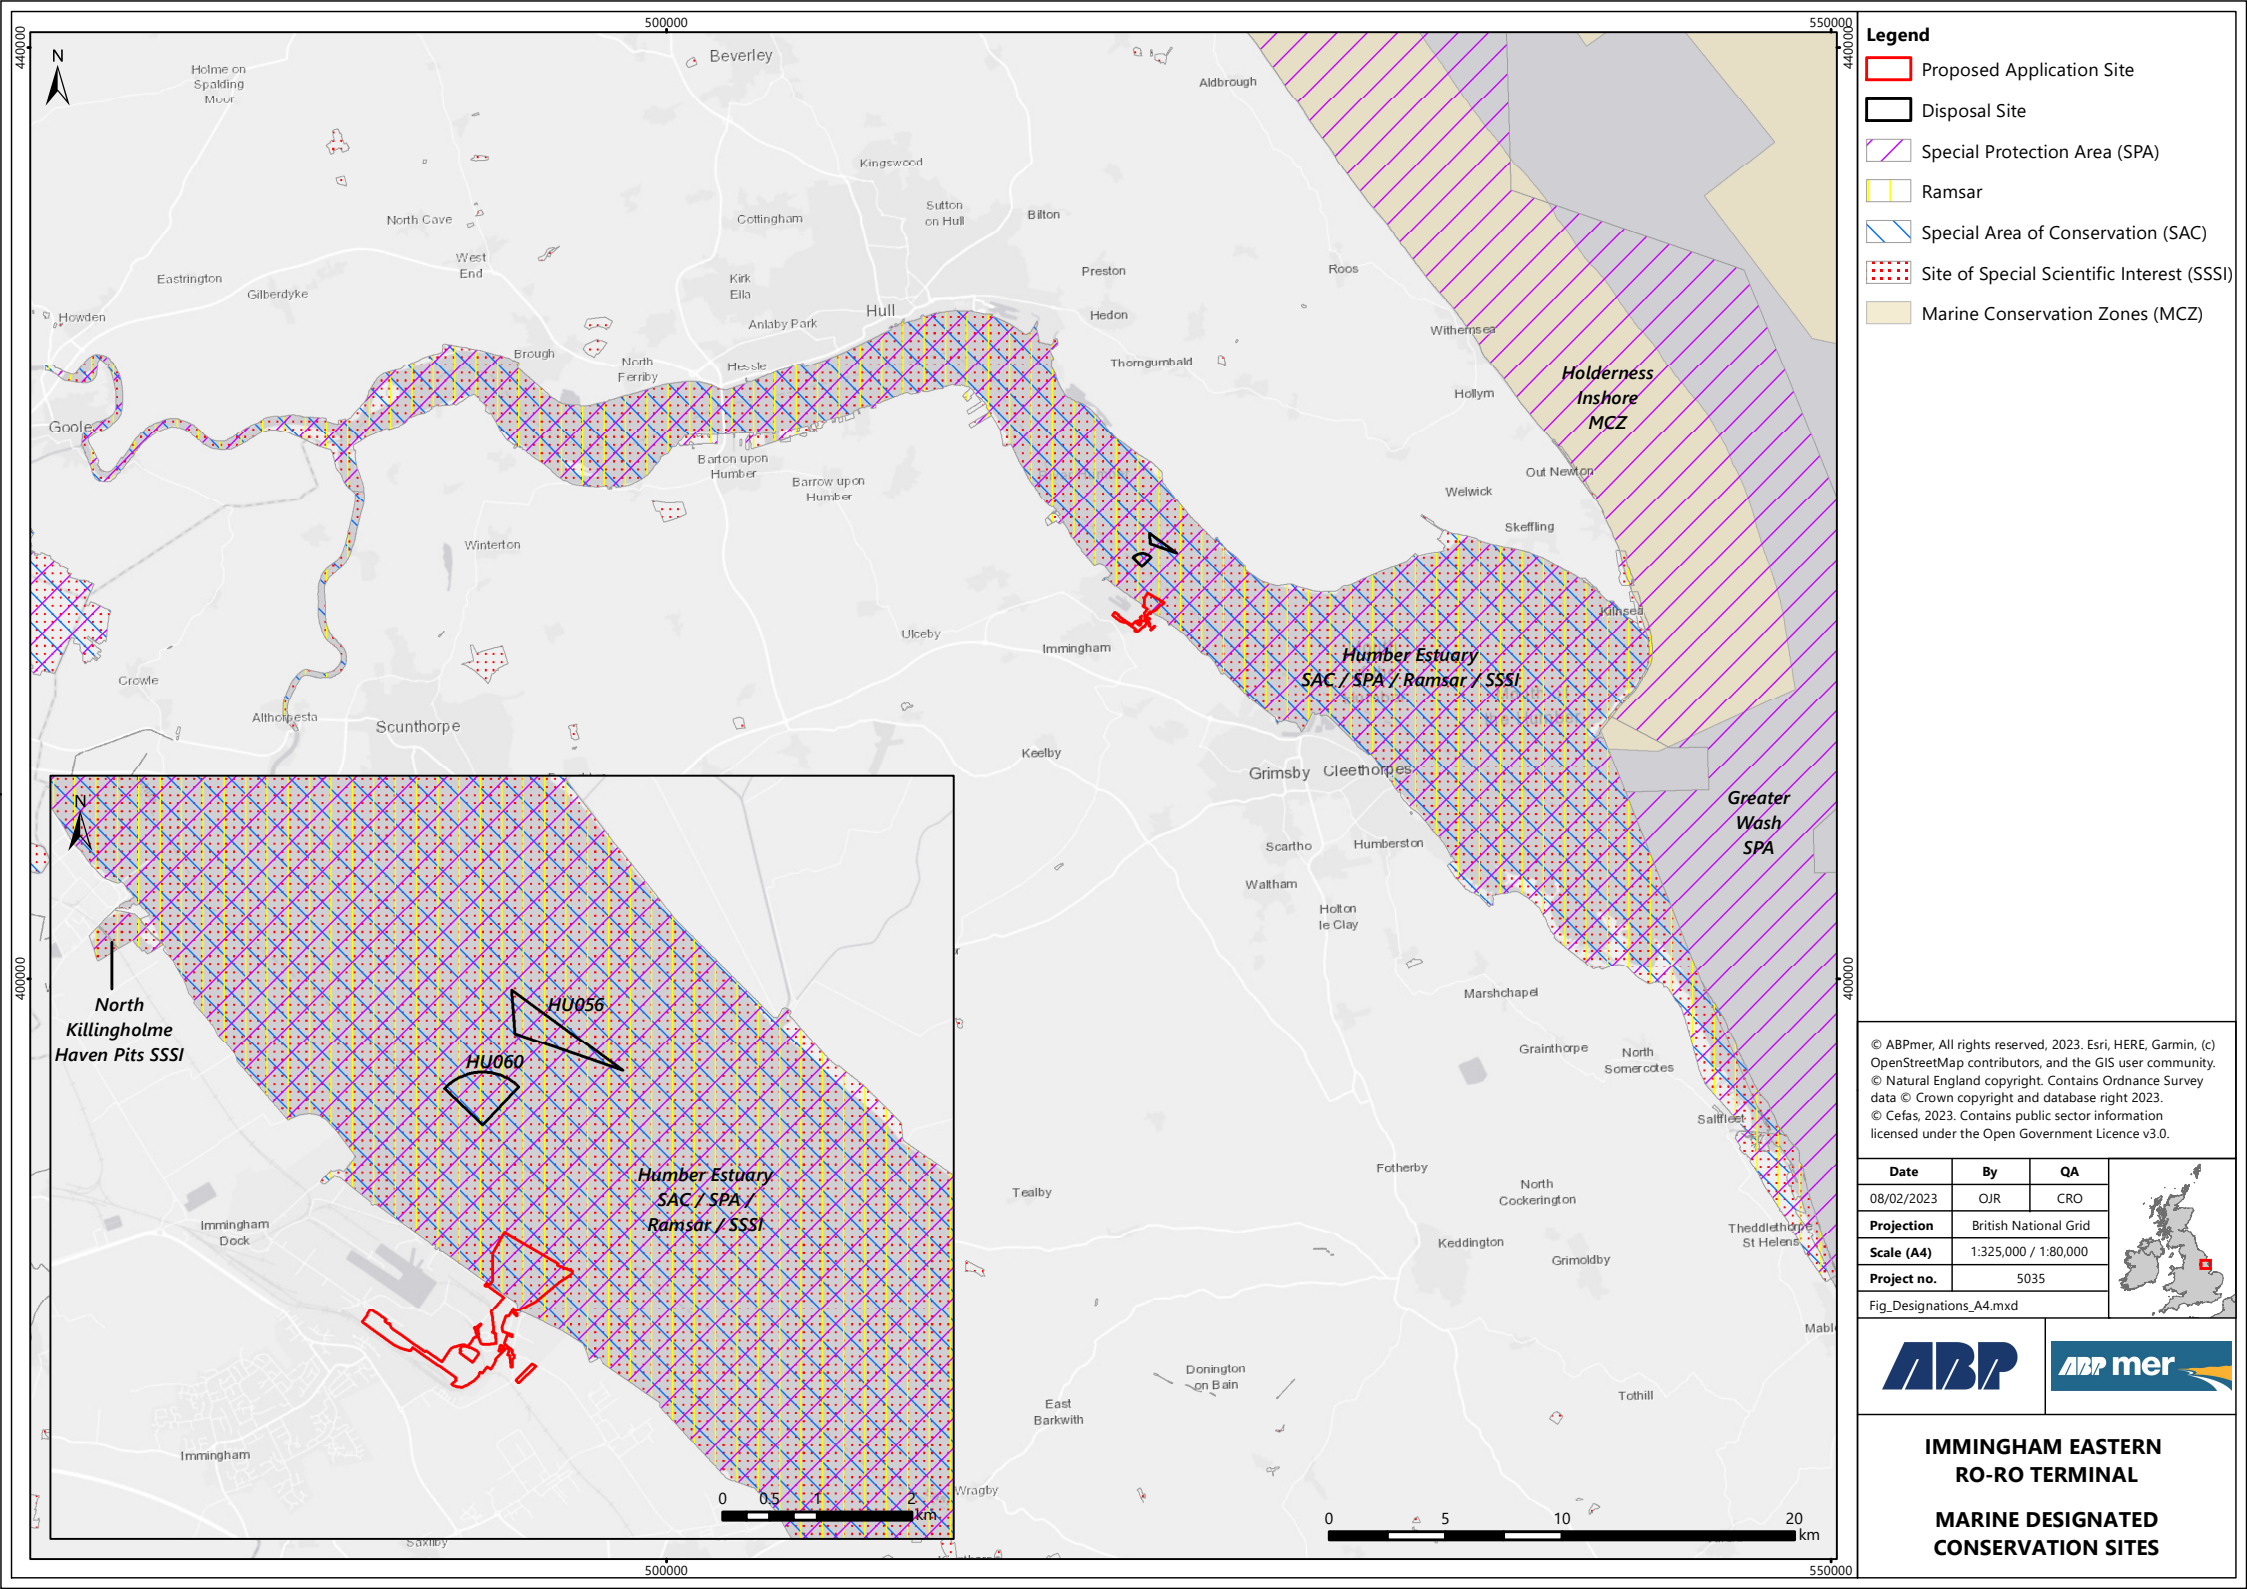 500000
550000
440000
440000
N
Beverley
Holme on
Spalding
Moor
Aldbrough
Kingswood
North Cave
Cottingham
Sutton
on Hull
Bilton
West
End
Eastrington
Gilberdyke
Kirk
Ella
Preston
Roos
Howden
Anlaby Park
Hull
Hedon
Withernsea
Brough
North
Ferriby
Hessle
Thorngumbald
Hollym
Holderness
Inshore
MCZ
Goole
Barton upon
Humber
Barrow upon
Humber
Out Newton
Welwick
Skeffling
Winterton
Kilnsea
Ulceby
Immingham
Humber Estuary
SAC / SPA / Ramsar / SSSI
Crowle
Althorpe
Scunthorpe
Keelby
Grimsby
Cleethorpes
Greater
Wash
SPA
Scartho
Humberston
Waltham
Holton
le Clay
400000
400000
Marshchapel
Grainthorpe
North
Somercotes
Saltfleet
Fotherby
Tealby
North
Cockerington
Theddlethorpe
St Helens
Keddington
Grimoldby
Mabl
Donington
on Bain
Tothill
East
Barkwith
Wragby
Saxilby
0
5
10
20
km
500000
550000
N
North
Killingholme
Haven Pits SSSI
HU056
HU060
Humber Estuary
SAC / SPA /
Ramsar / SSSI
Immingham
Dock
Immingham
0
0.5
1
2
km
Legend
Proposed Application Site
Disposal Site
Special Protection Area (SPA)
Ramsar
Special Area of Conservation (SAC)
Site of Special Scientific Interest (SSSI)
Marine Conservation Zones (MCZ)
© ABPmer, All rights reserved, 2023. Esri, HERE, Garmin, (c)
OpenStreetMap contributors, and the GIS user community.
© Natural England copyright. Contains Ordnance Survey
data © Crown copyright and database right 2023.
© Cefas, 2023. Contains public sector information
licensed under the Open Government Licence v3.0.
Date By QA
08/02/2023 OJR CRO
Projection British National Grid
Scale (A4) 1:325,000 / 1:80,000
Project no. 5035
Fig_Designations_A4.mxd
ABP
ABP mer
IMMINGHAM EASTERN
RO-RO TERMINAL
MARINE DESIGNATED
CONSERVATION SITES